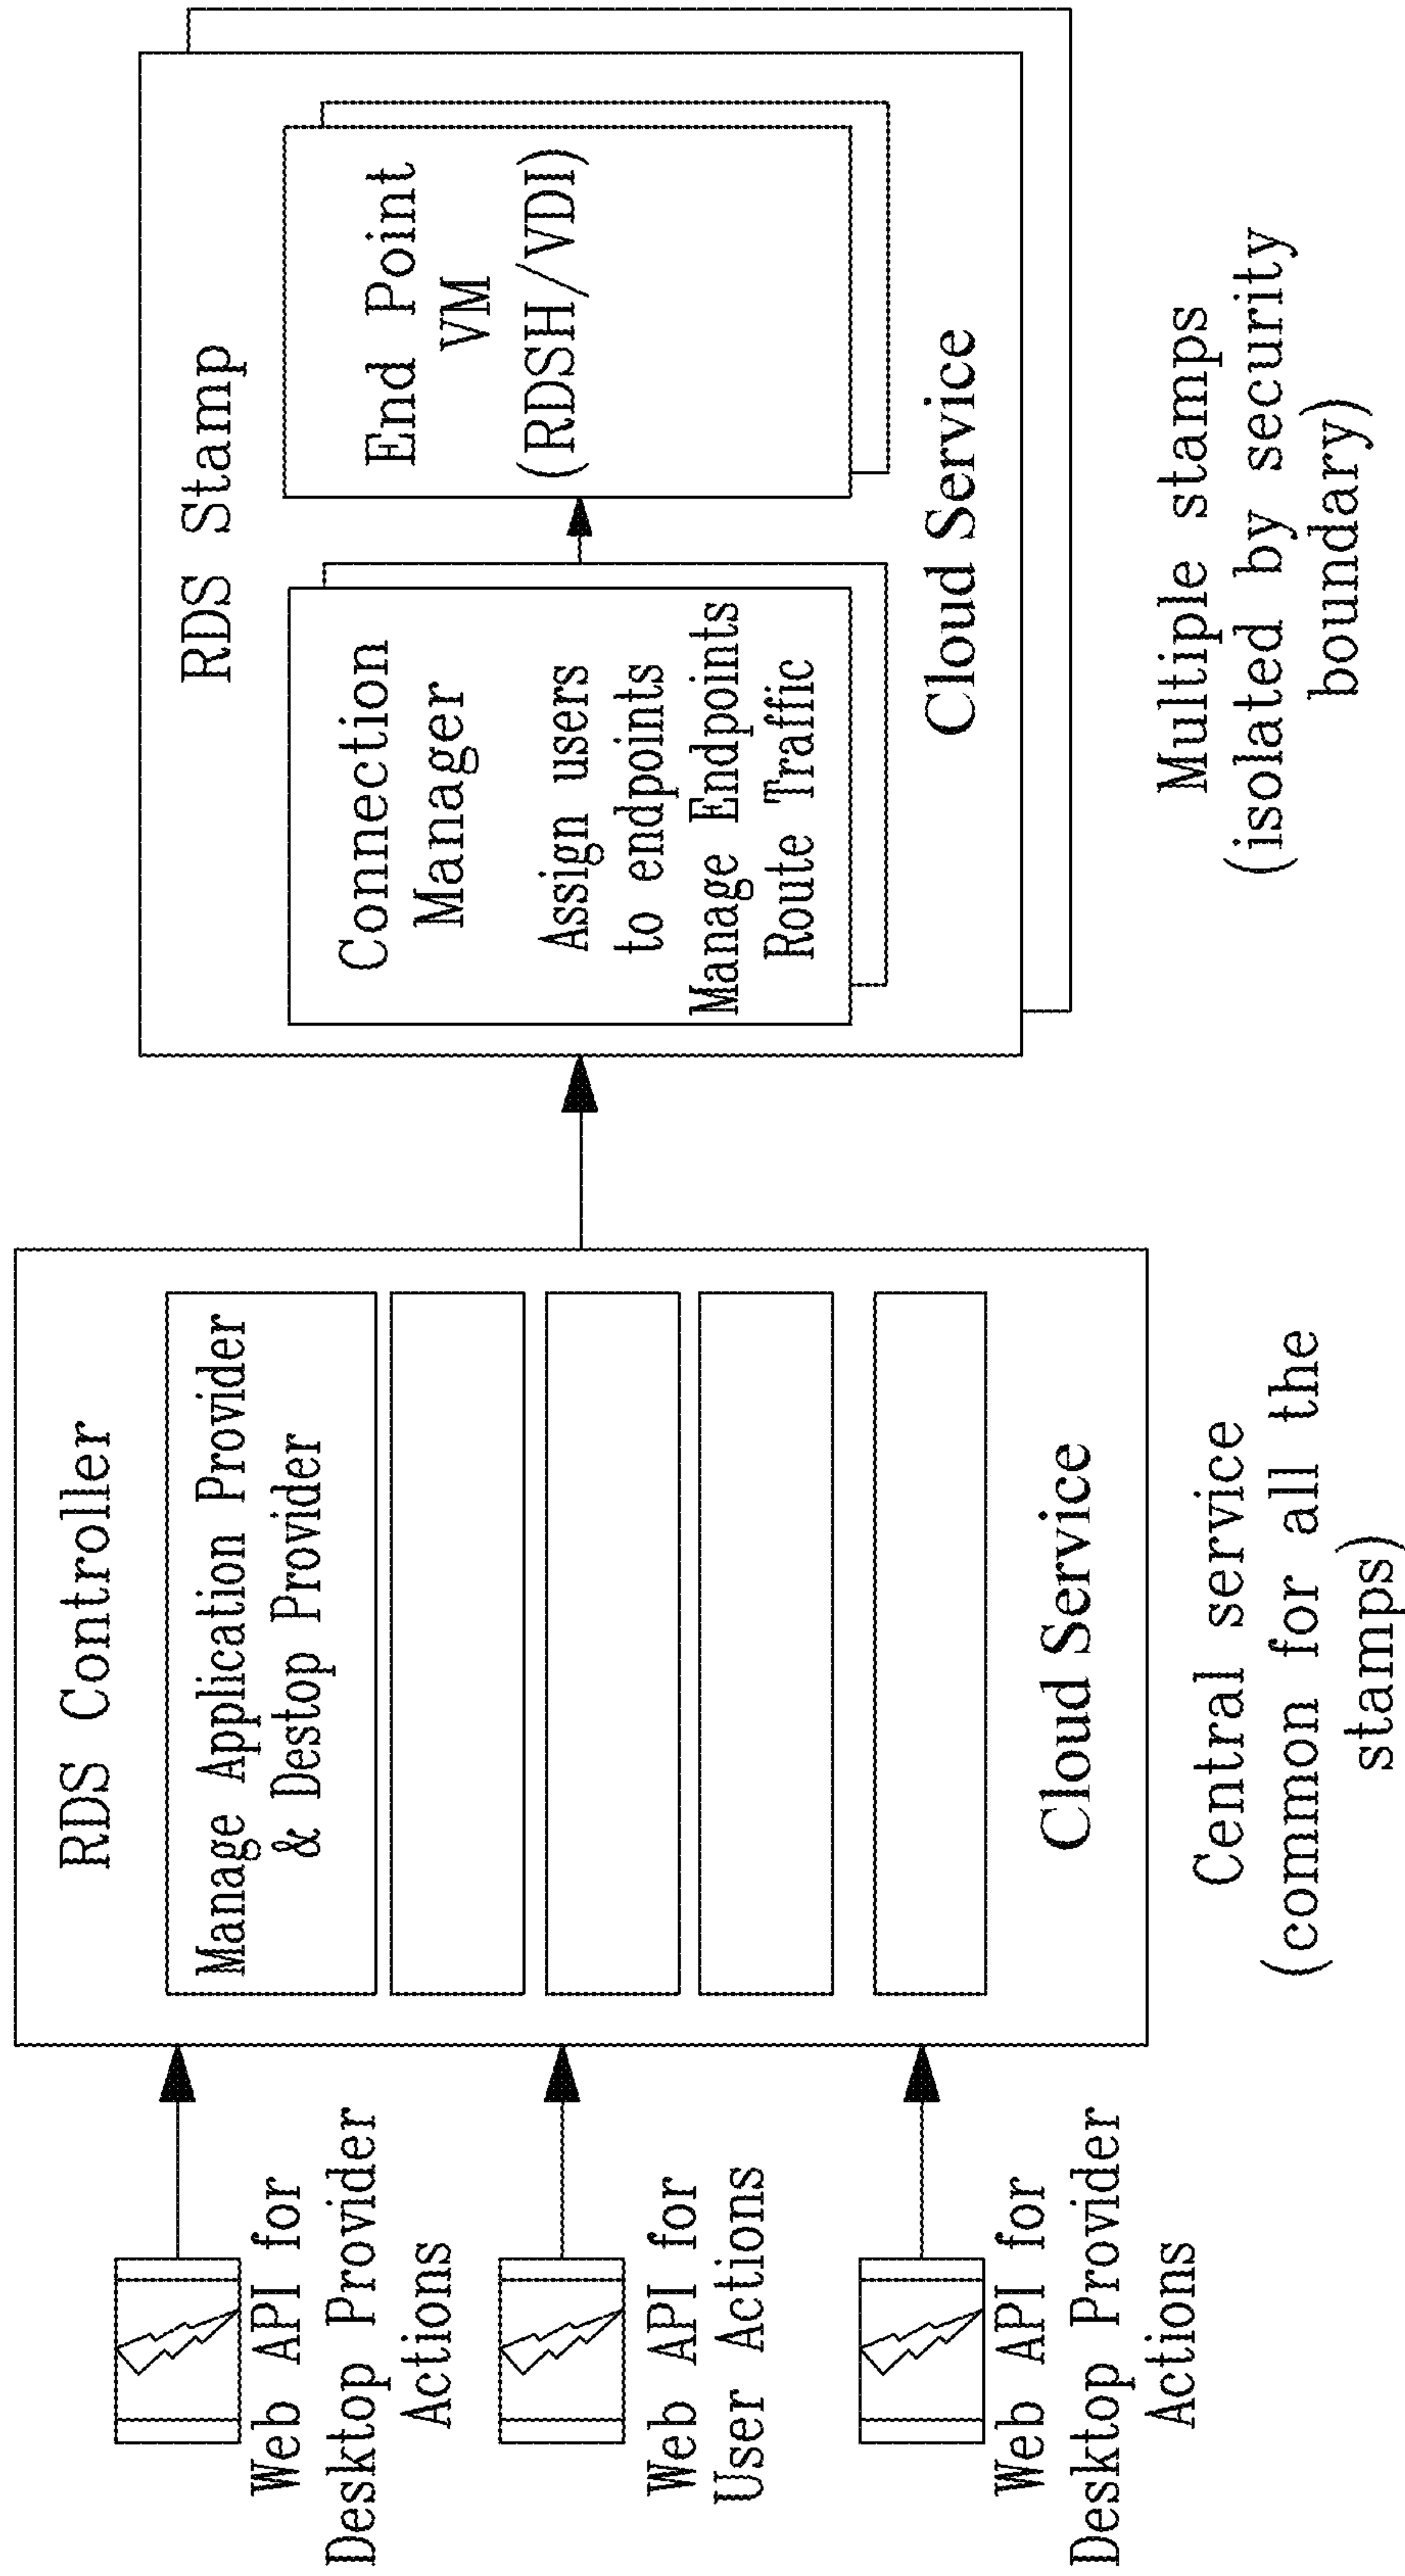 Web API for
Desktop Provider
Actions
Web API for
User Actions
Web API for
Desktop Provider
Actions
RDS Controller
Manage Application Provider
& Destop Provider
Cloud Service
Central service
(common for all the
stamps)
RDS Stamp
Connection
Manager
Assign users
to endpoints
Manage Endpoints
Route Traffic
End Point
VM
(RDSH/VDI)
Cloud Service
Multiple stamps
(isolated by security
boundary)